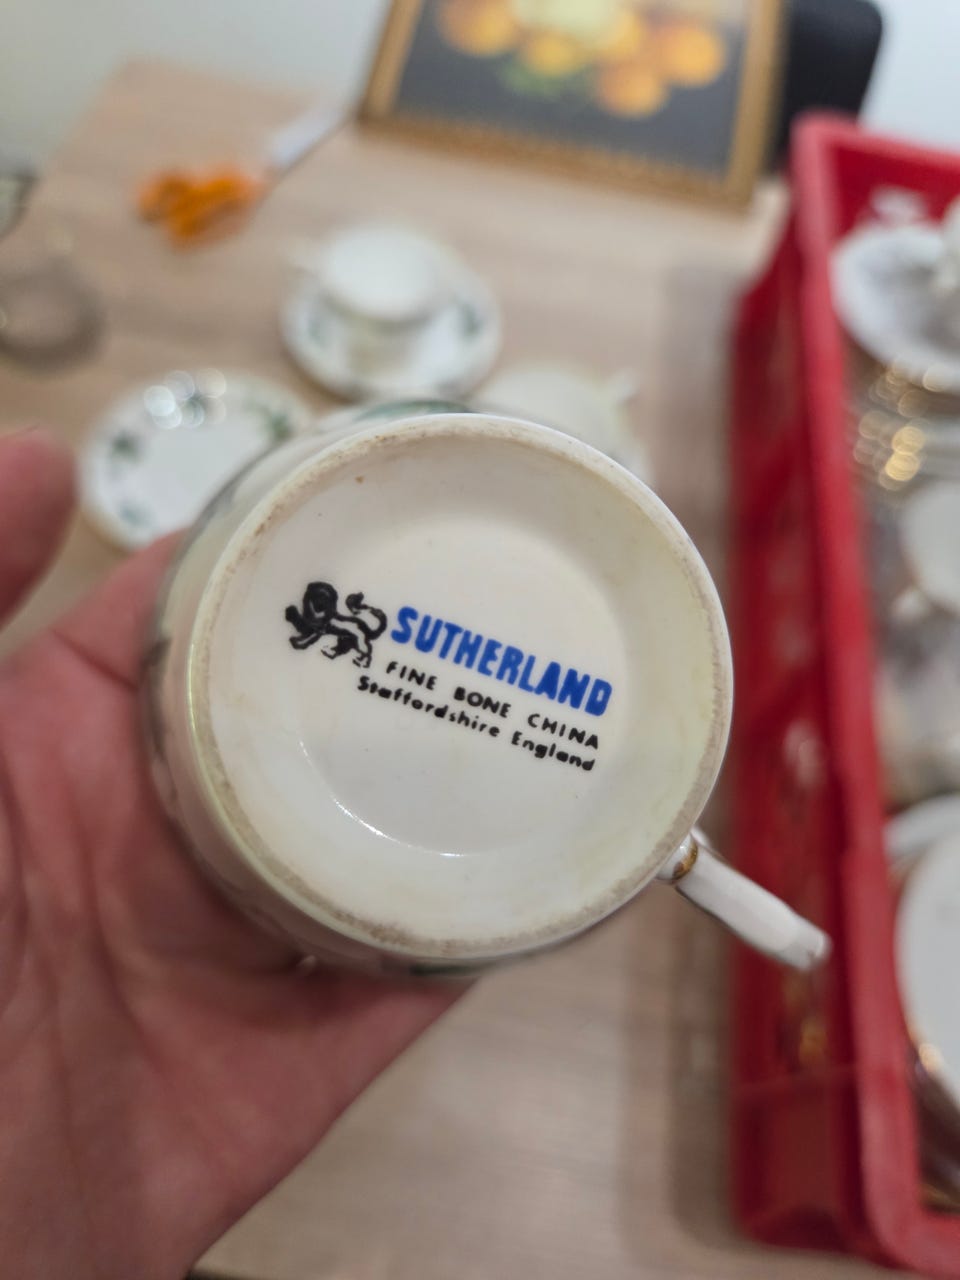 SUTHERLAND
FINE BONE CHINA
Staffordshire England